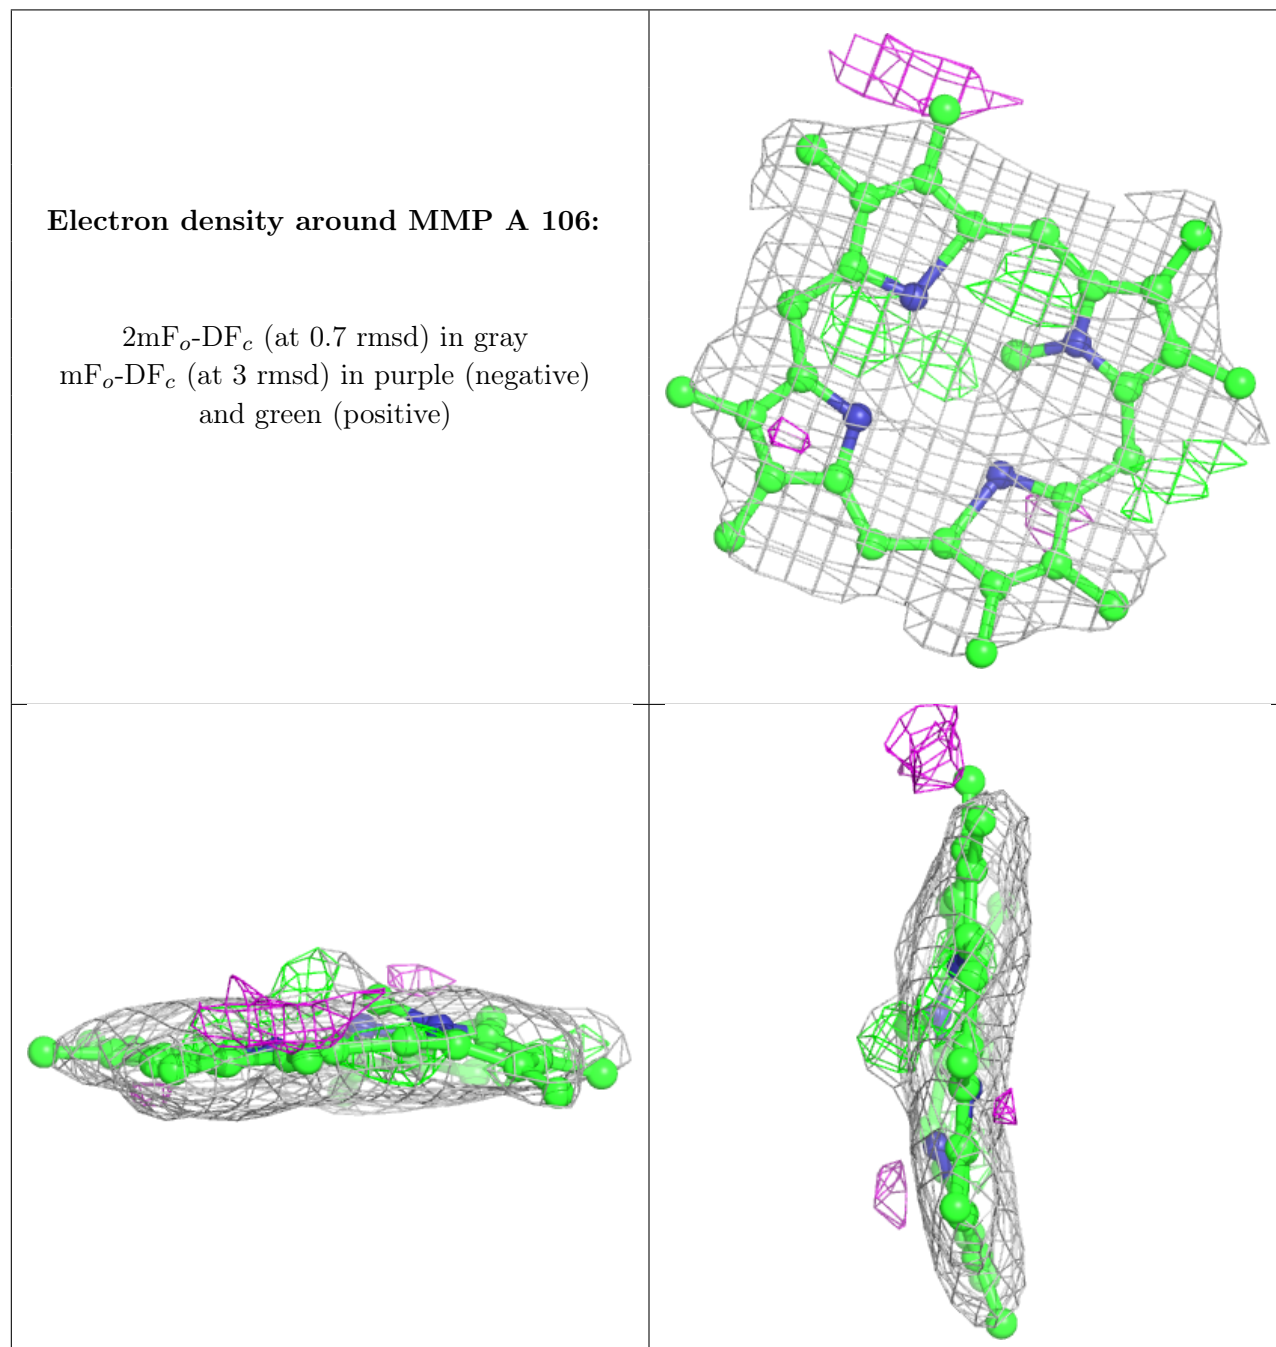 Electron density around MMP A 106:
2mFo-DFc (at 0.7 rmsd) in gray
mFo-DFc (at 3 rmsd) in purple (negative)
and green (positive)